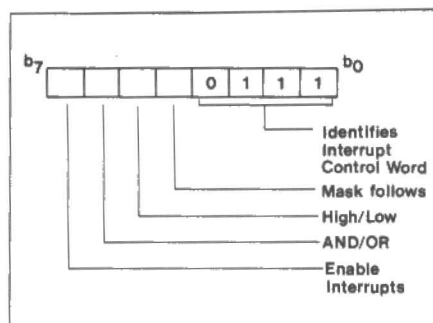 b7 b0
0 1 1 1
Identifies
Interrupt
Control Word
Mask follows
High/Low
AND/OR
Enable
Interrupts